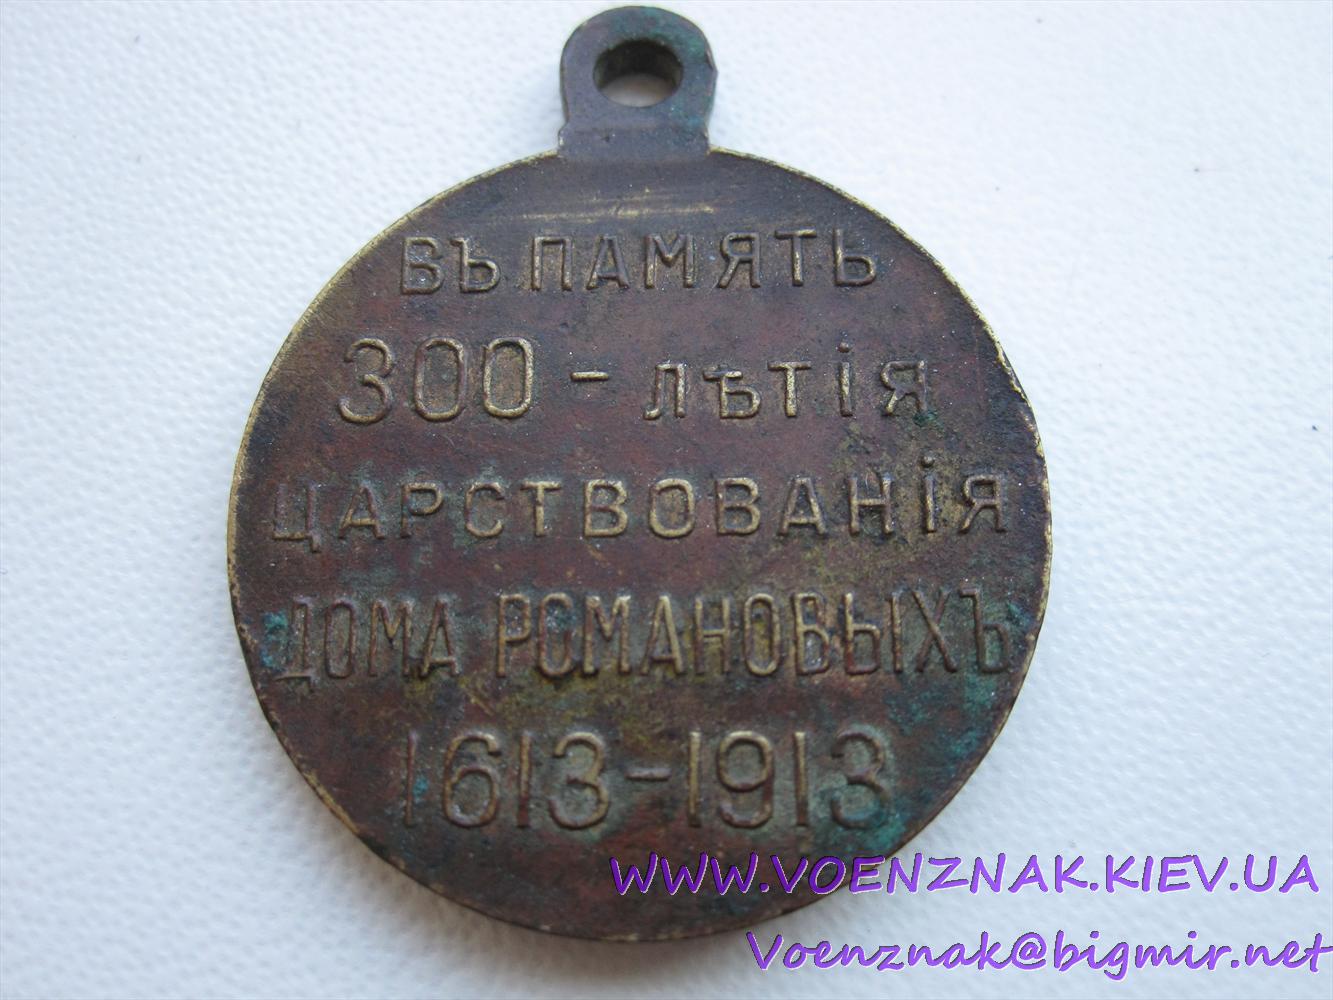 ВЪ ПАМЯТЬ
300-ЛѢТІЯ
ЦАРСТВОВАНІЯ
ДОМА РОМАНОВЫХЪ
1613-1913
WWW.VOENZNAK.KIEV.UA
Voenznak@bigmir.net